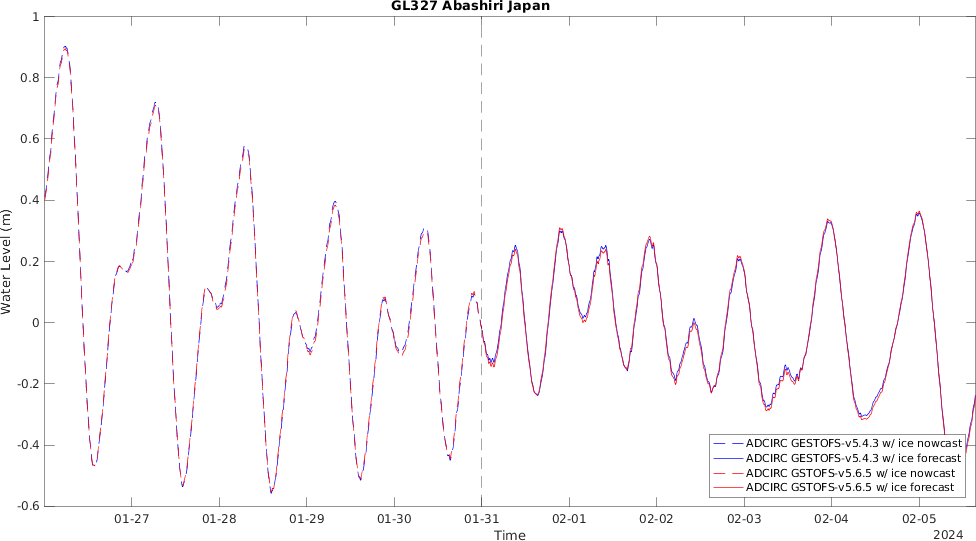 GL327 Abashiri Japan
1
0.8
0.6
0.4
0.2
0
-0.2
-0.4
-0.6
Water Level (m)
ADCIRC GESTOFS-v5.4.3 w/ ice nowcast
ADCIRC GESTOFS-v5.4.3 w/ ice forecast
ADCIRC GSTOFS-v5.6.5 w/ ice nowcast
ADCIRC GSTOFS-v5.6.5 w/ ice forecast
01-27 01-28 01-29 01-30 01-31 02-01 02-02 02-03 02-04 02-05
Time
2024